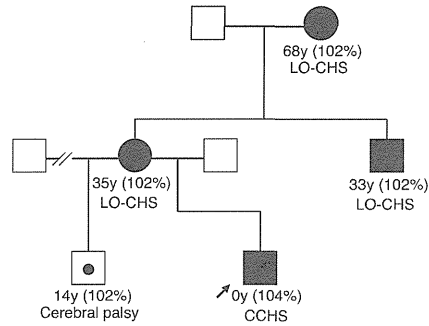 68y (102%)
LO-CHS
35y (102%)
LO-CHS
33y (102%)
LO-CHS
14y (102%)
Cerebral palsy
0y (104%)
CCHS